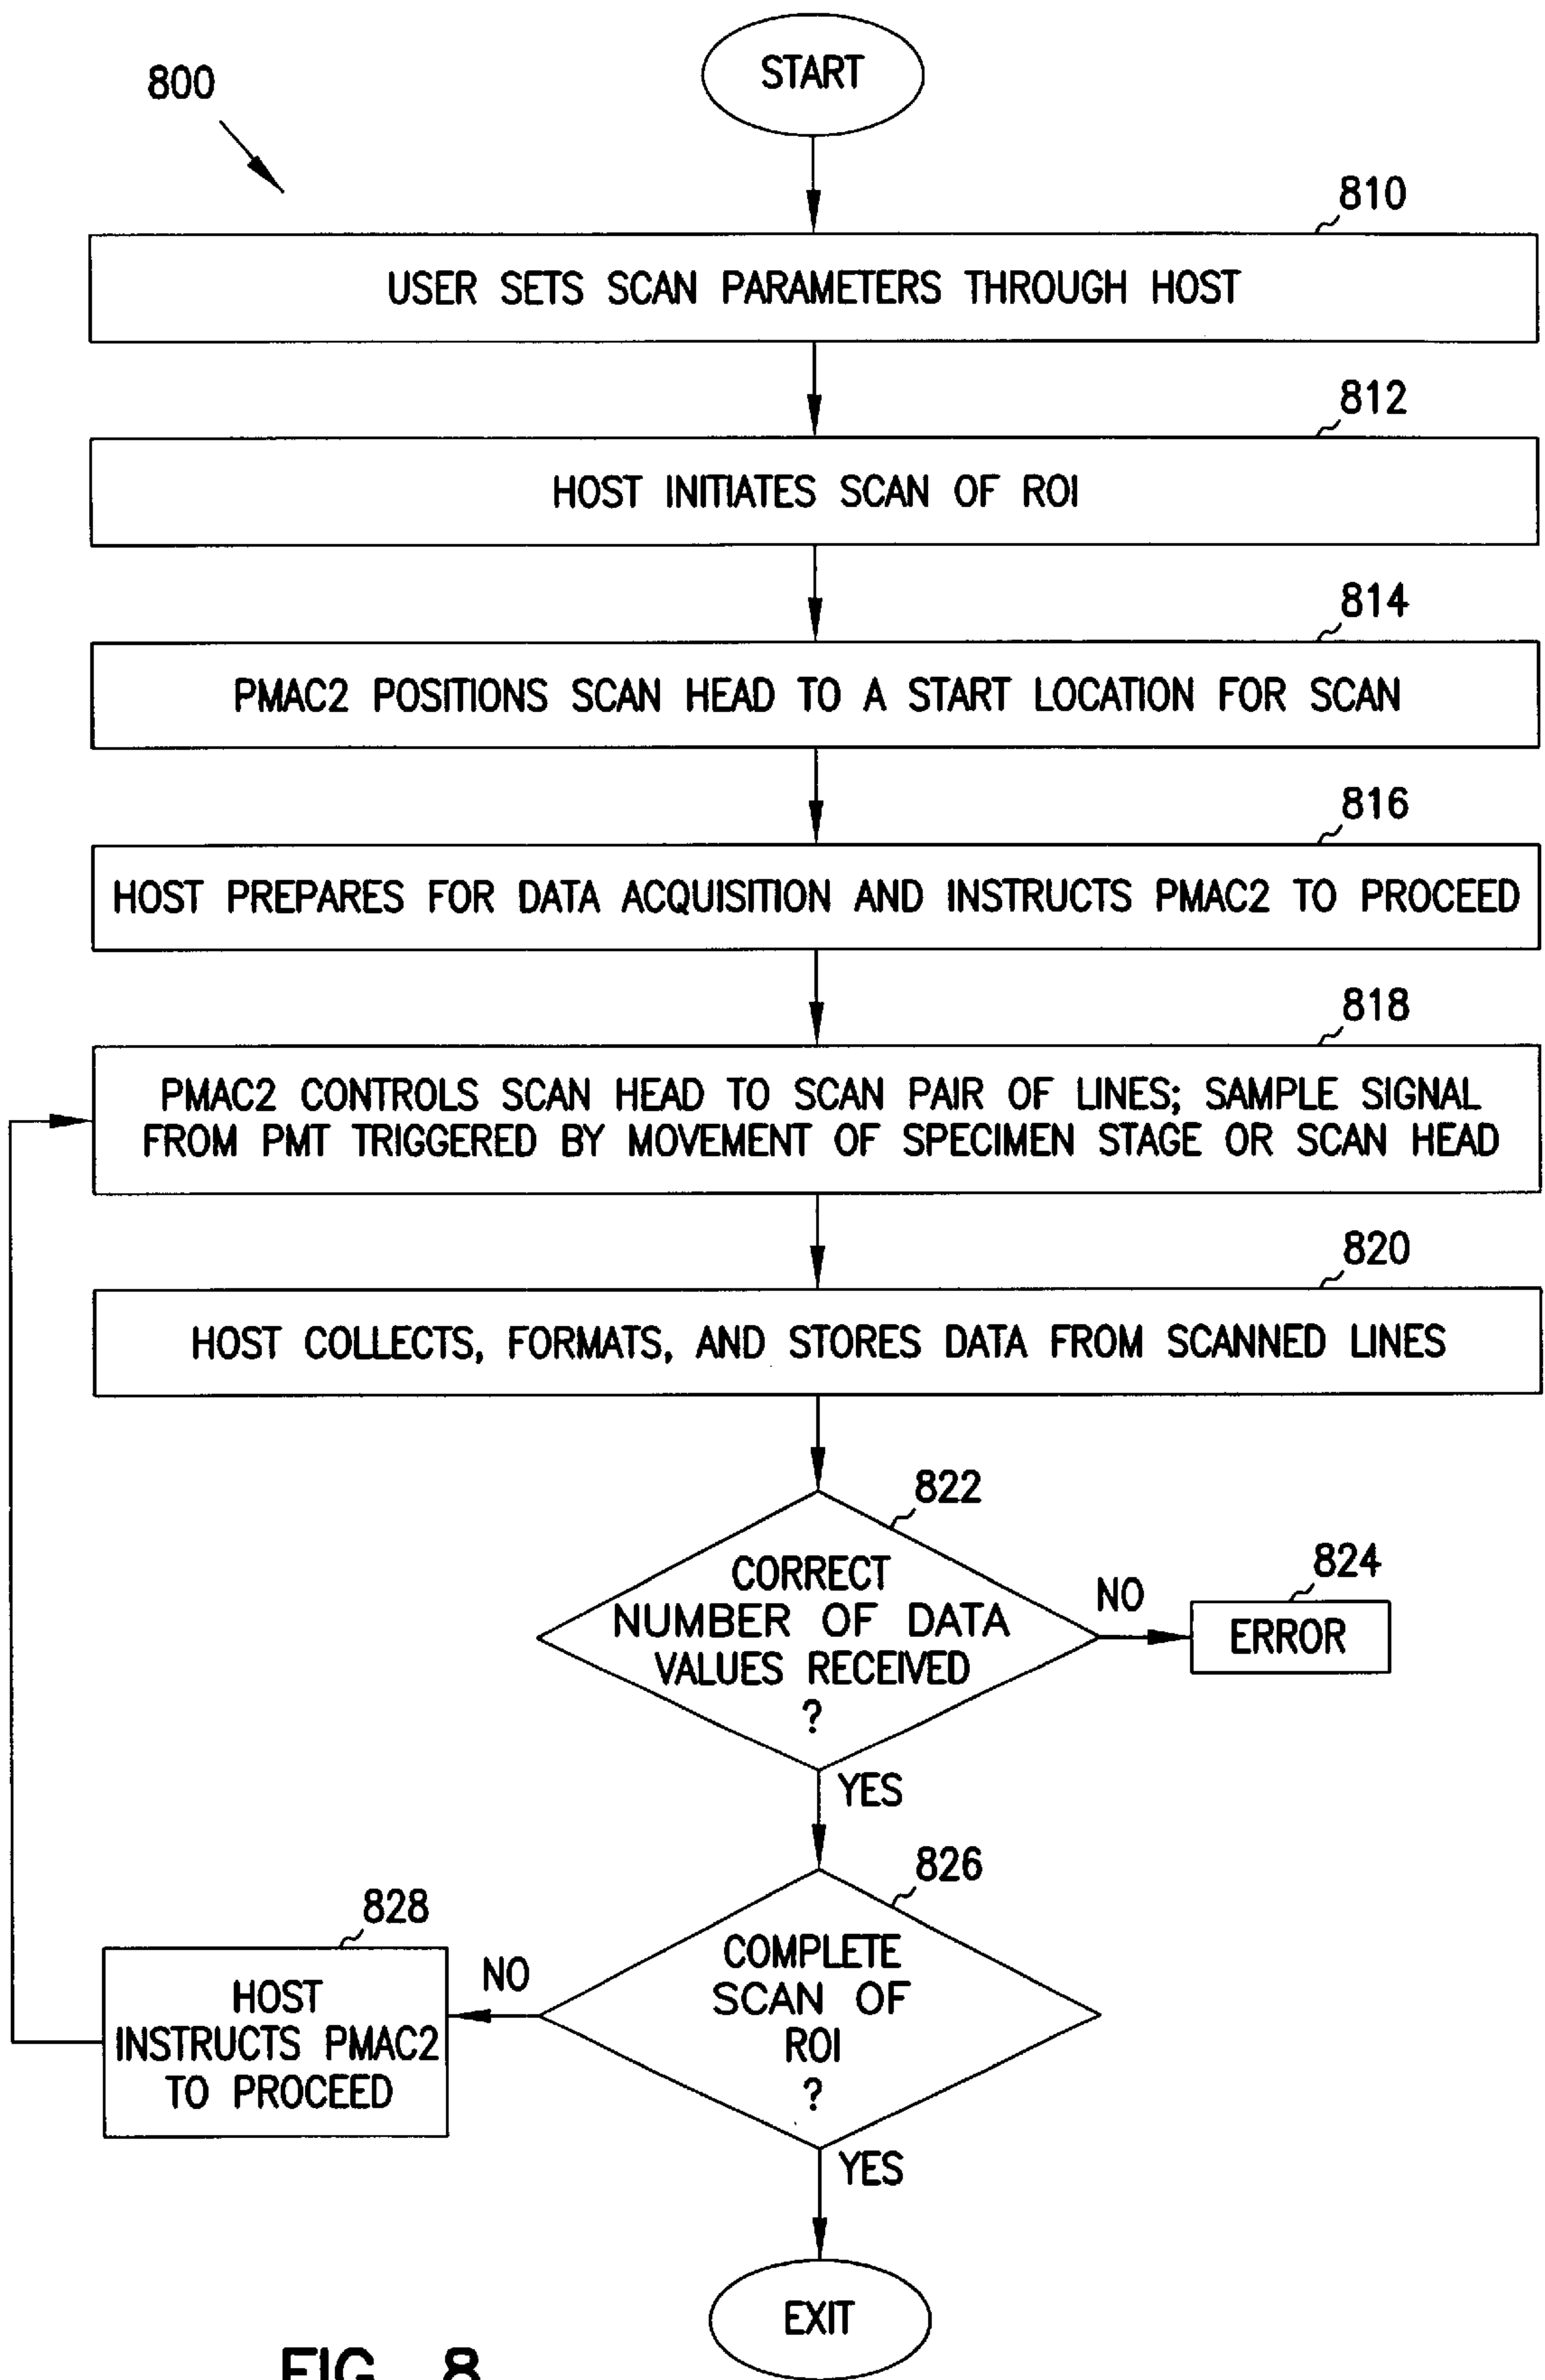 START
800
810
USER SETS SCAN PARAMETERS THROUGH HOST
812
HOST INITIATES SCAN OF ROI
814
PMAC2 POSITIONS SCAN HEAD TO A START LOCATION FOR SCAN
816
HOST PREPARES FOR DATA ACQUISITION AND INSTRUCTS PMAC2 TO PROCEED
818
PMAC2 CONTROLS SCAN HEAD TO SCAN PAIR OF LINES; SAMPLE SIGNAL
FROM PMT TRIGGERED BY MOVEMENT OF SPECIMEN STAGE OR SCAN HEAD
820
HOST COLLECTS, FORMATS, AND STORES DATA FROM SCANNED LINES
822
CORRECT
NUMBER OF DATA
VALUES RECEIVED
?
NO
824
ERROR
YES
826
COMPLETE
SCAN OF
ROI
?
NO
828
HOST
INSTRUCTS PMAC2
TO PROCEED
YES
EXIT
FIG. 8